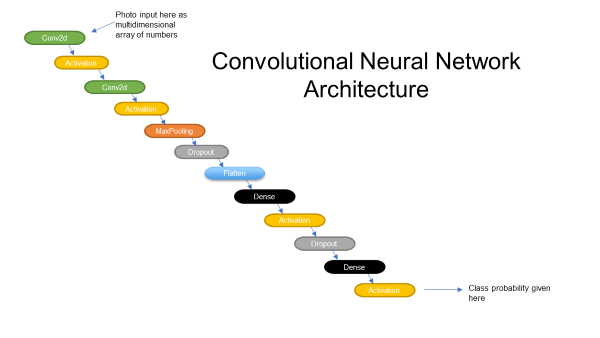 Photo input here as
multidimensional
array of numbers
Conv2d
Convolutional Neural Network
Architecture
Activation
Conv2d
Activation
MaxPooling
Dropout
Flatten
Dense
Activation
Dropout
Dense
Activation
Class probability given
here